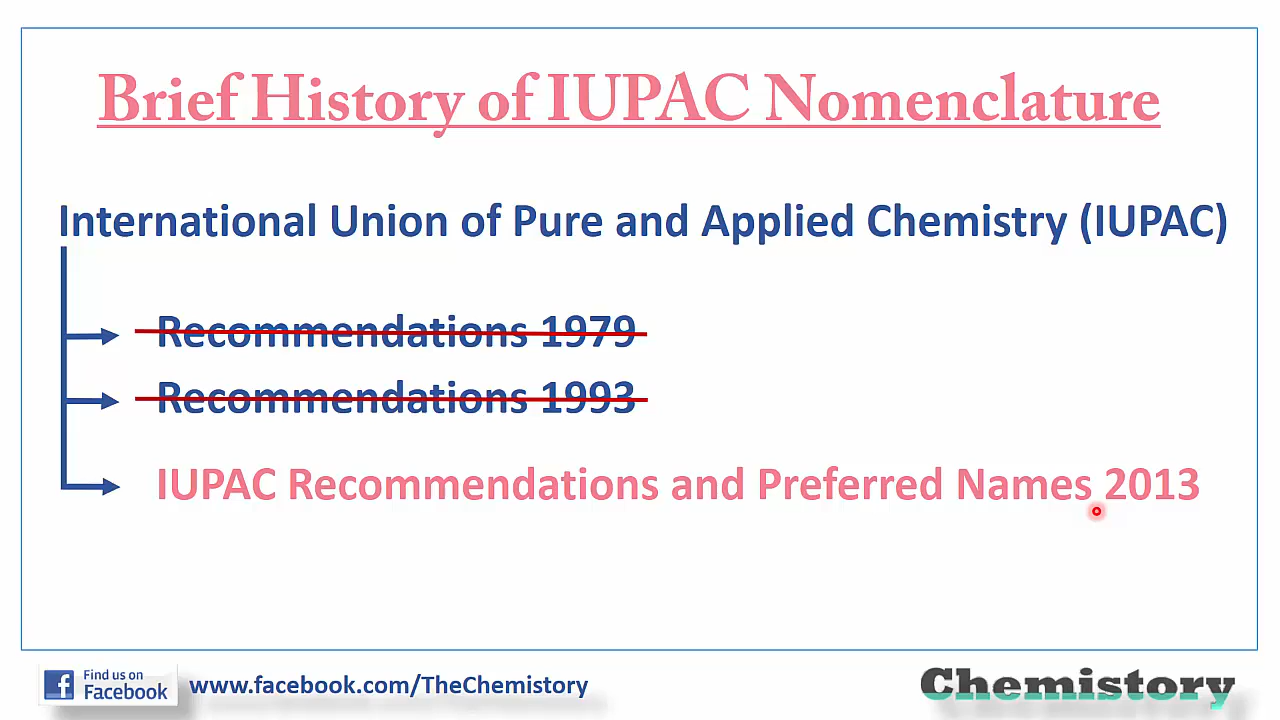 Brief History of IUPAC Nomenclature
International Union of Pure and Applied Chemistry (IUPAC)
Recommendations 1979
Recommendations 1993
IUPAC Recommendations and Preferred Names 2013
f Find us on
Facebook
www.facebook.com/TheChemistory
Chemistory